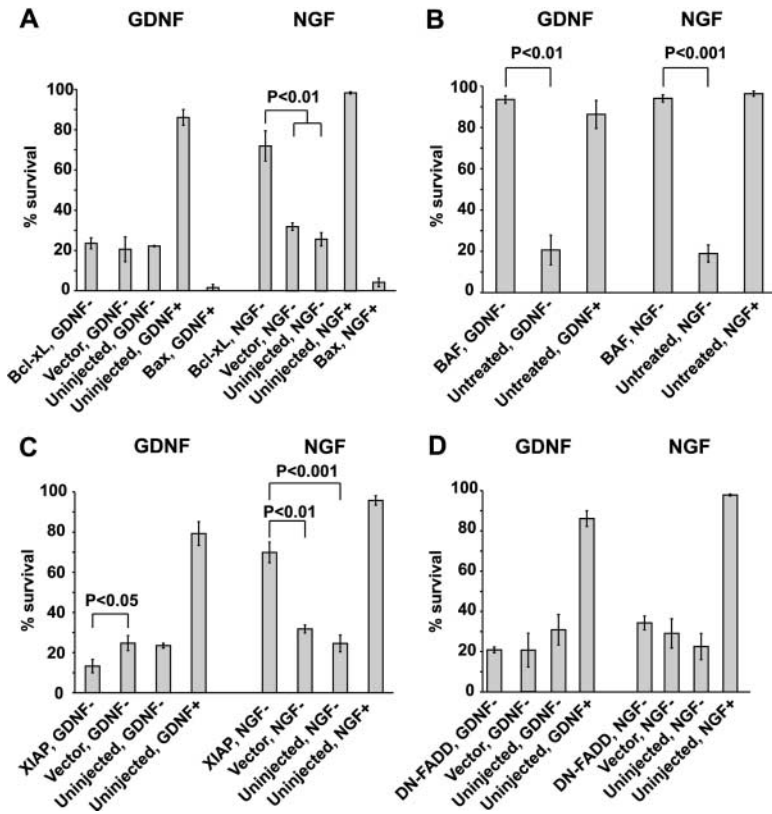 A
GDNF
NGF
% survival
100
80
60
40
20
0
P<0.01
Bcl-xL, GDNF-
Vector, GDNF-
Uninjected, GDNF-
Uninjected, GDNF+
Bax, GDNF+
Bcl-xL, NGF-
Vector, NGF-
Uninjected, NGF-
Uninjected, NGF+
Bax, NGF+
B
GDNF
NGF
% survival
100
80
60
40
20
0
P<0.01
P<0.001
BAF, GDNF-
Untreated, GDNF-
Untreated, GDNF+
BAF, NGF-
Untreated, NGF-
Untreated, NGF+
C
GDNF
NGF
% survival
100
80
60
40
20
0
P<0.05
P<0.001
P<0.01
XIAP, GDNF-
Vector, GDNF-
Uninjected, GDNF-
Uninjected, GDNF+
XIAP, NGF-
Vector, NGF-
Uninjected, NGF-
Uninjected, NGF+
D
GDNF
NGF
% survival
100
80
60
40
20
0
DN-FADD, GDNF-
Vector, GDNF-
Uninjected, GDNF-
Uninjected, GDNF+
DN-FADD, NGF-
Vector, NGF-
Uninjected, NGF-
Uninjected, NGF+